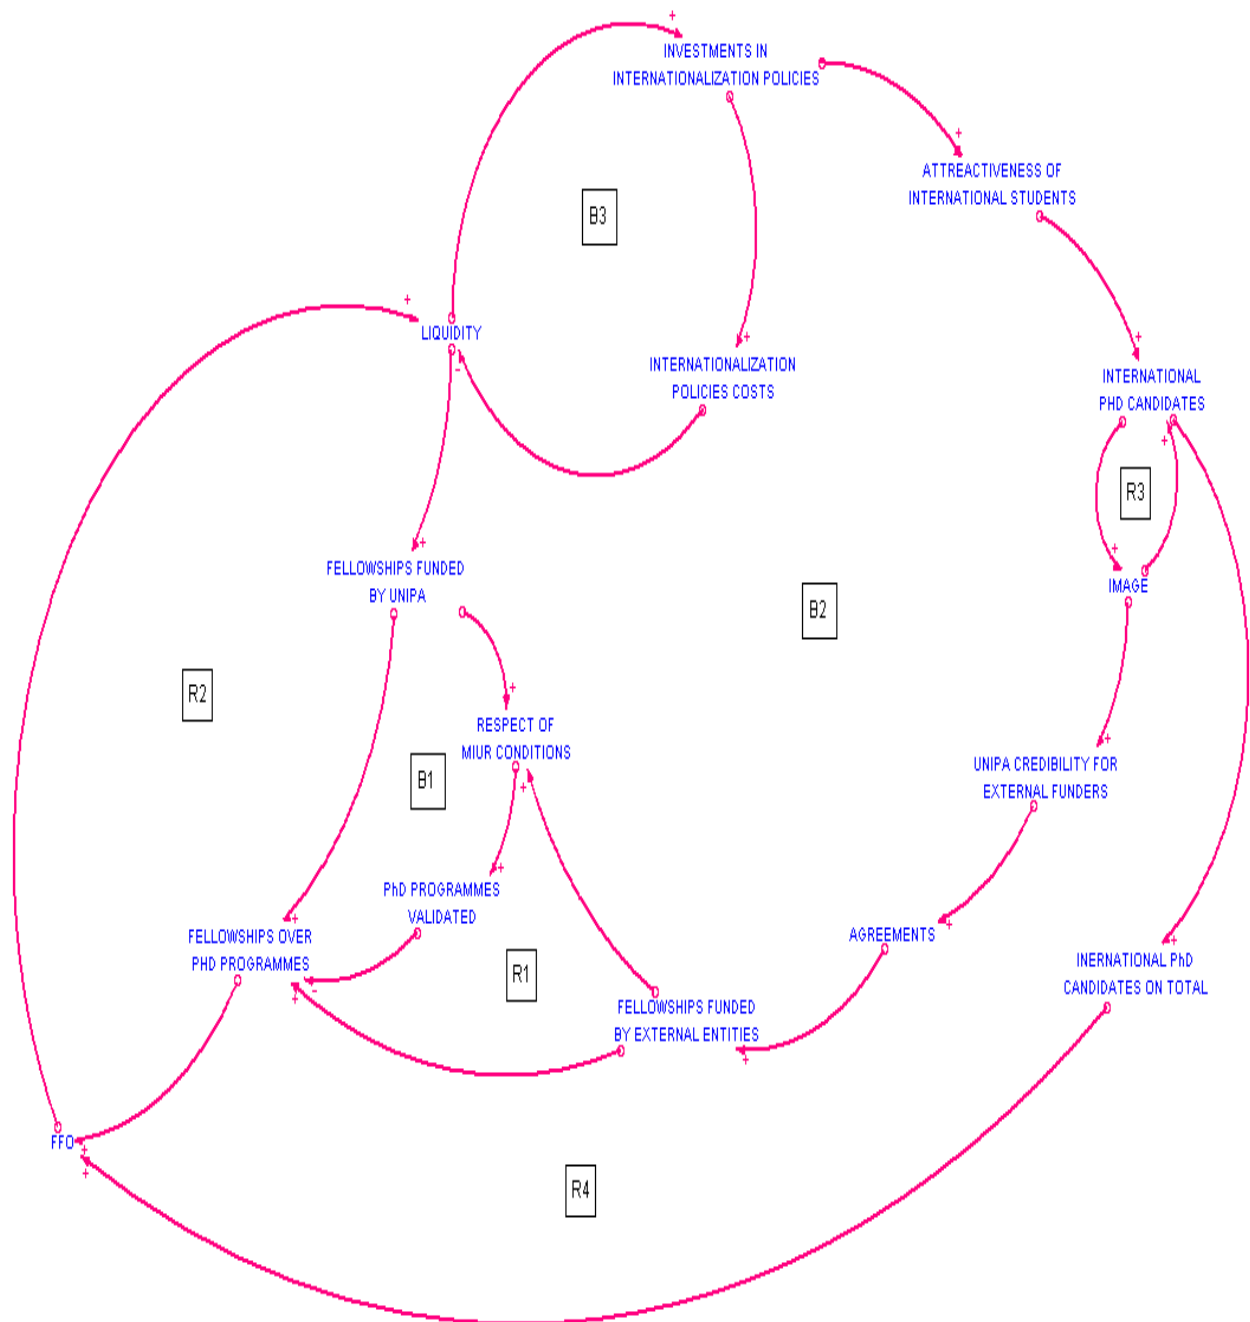 +
INVESTMENTS IN
INTERNATIONALIZATION POLICIES
+
ATTREACTIVENESS OF
INTERNATIONAL STUDENTS
B3
+
LIQUIDITY
-
+
INTERNATIONALIZATION
POLICIES COSTS
+
INTERNATIONAL
PHD CANDIDATES
+
R3
+
IMAGE
+
FELLOWSHIPS FUNDED
BY UNIPA
B2
R2
+
RESPECT OF
MIUR CONDITIONS
+
B1
+
UNIPA CREDIBILITY FOR
EXTERNAL FUNDERS
+
PhD PROGRAMMES
VALIDATED
+
FELLOWSHIPS OVER
PHD PROGRAMMES
-
+
R1
+
AGREEMENTS
+
INERNATIONAL PhD
CANDIDATES ON TOTAL
FELLOWSHIPS FUNDED
BY EXTERNAL ENTITIES
+
FFO
+
+
R4